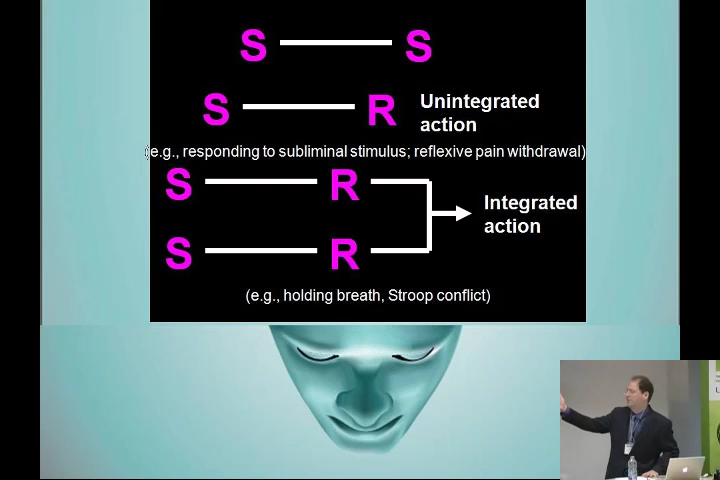 S S
S R Unintegrated
action
(e.g., responding to subliminal stimulus; reflexive pain withdrawal)
S R
Integrated
action
S R
(e.g., holding breath, Stroop conflict)